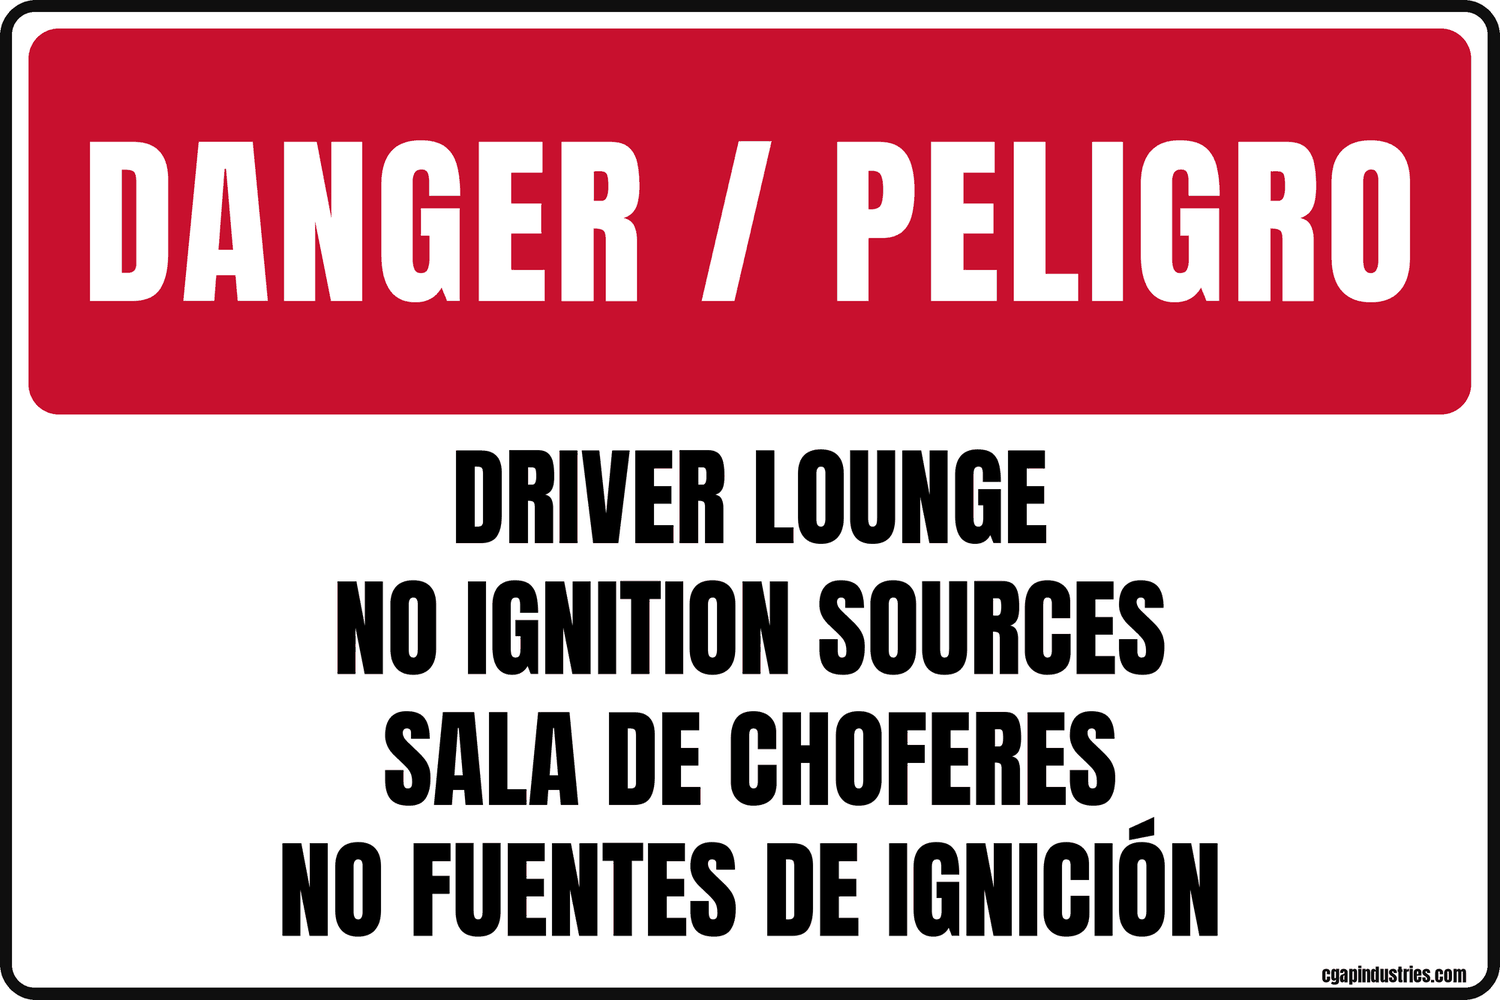 DANGER / PELIGRO
DRIVER LOUNGE
NO IGNITION SOURCES
SALA DE CHOFERES
NO FUENTES DE IGNICIÓN
cgapindustries.com